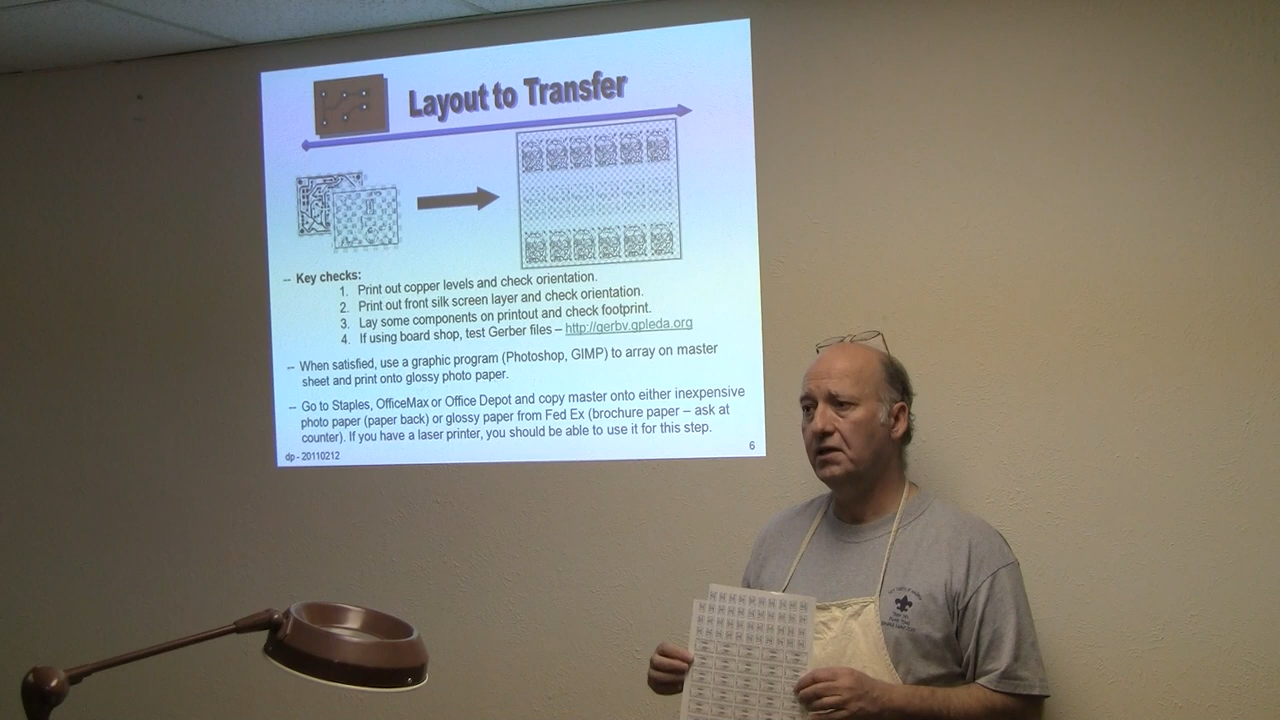 Layout to Transfer
– Key checks:
1. Print out copper levels and check orientation.
2. Print out front silk screen layer and check orientation.
3. Lay some components on printout and check footprint.
4. If using board shop, test Gerber files – http://gerbv.gpleda.org
– When satisfied, use a graphic program (Photoshop, GIMP) to array on master
sheet and print onto glossy photo paper.
– Go to Staples, OfficeMax or Office Depot and copy master onto either inexpensive
photo paper (paper back) or glossy paper from Fed Ex (brochure paper – ask at
counter). If you have a laser printer, you should be able to use it for this step.
dp - 20110212
6